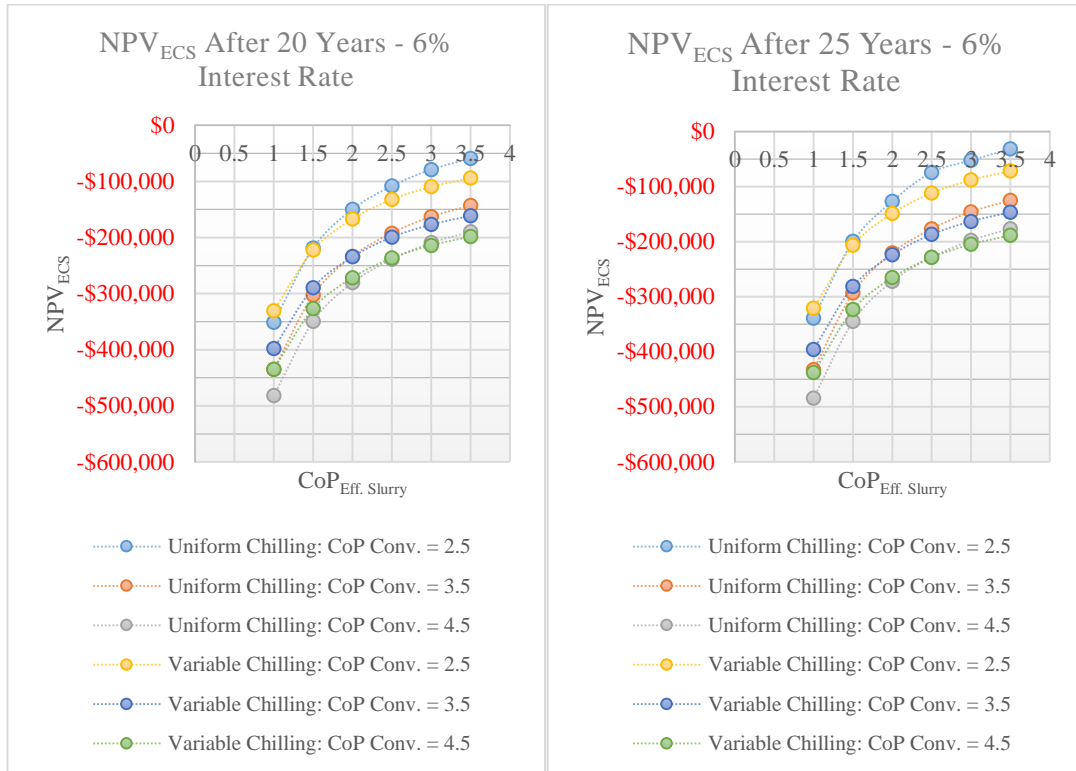 NPV_ECS After 20 Years - 6%
Interest Rate
$0
0 0.5 1 1.5 2 2.5 3 3.5 4
-$100,000
-$200,000
-$300,000
-$400,000
-$500,000
-$600,000
NPV_ECS
CoP_Eff. Slurry
Uniform Chilling: CoP Conv. = 2.5
Uniform Chilling: CoP Conv. = 3.5
Uniform Chilling: CoP Conv. = 4.5
Variable Chilling: CoP Conv. = 2.5
Variable Chilling: CoP Conv. = 3.5
Variable Chilling: CoP Conv. = 4.5
NPV_ECS After 25 Years - 6%
Interest Rate
$0
0 0.5 1 1.5 2 2.5 3 3.5 4
-$100,000
-$200,000
-$300,000
-$400,000
-$500,000
-$600,000
NPV_ECS
CoP_Eff. Slurry
Uniform Chilling: CoP Conv. = 2.5
Uniform Chilling: CoP Conv. = 3.5
Uniform Chilling: CoP Conv. = 4.5
Variable Chilling: CoP Conv. = 2.5
Variable Chilling: CoP Conv. = 3.5
Variable Chilling: CoP Conv. = 4.5